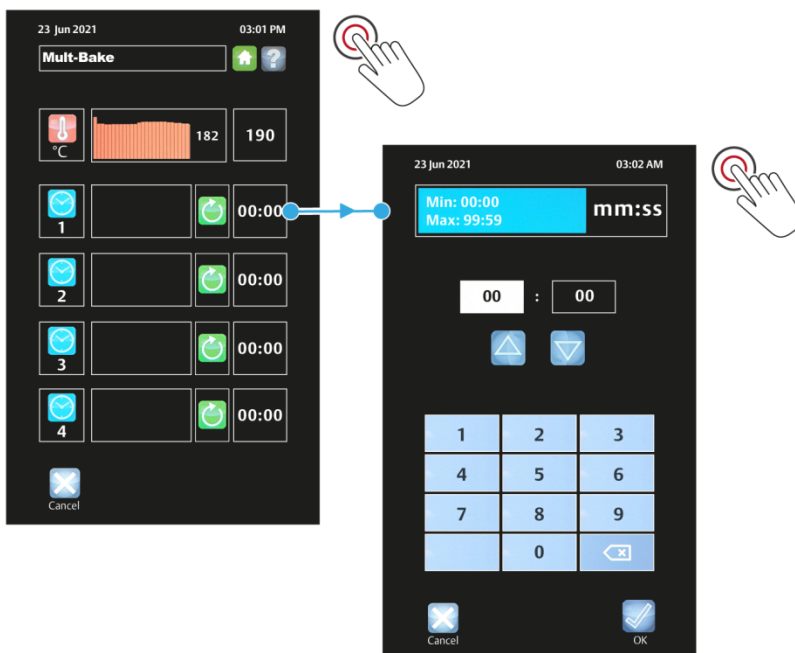 23 Jun 2021 03:01 PM
Mult-Bake ?
°C 182 190
1 00:00
2 00:00
3 00:00
4 00:00
Cancel
23 Jun 2021 03:02 AM
Min: 00:00
Max: 99:59
mm:ss
00 : 00
1 2 3
4 5 6
7 8 9
0
Cancel OK